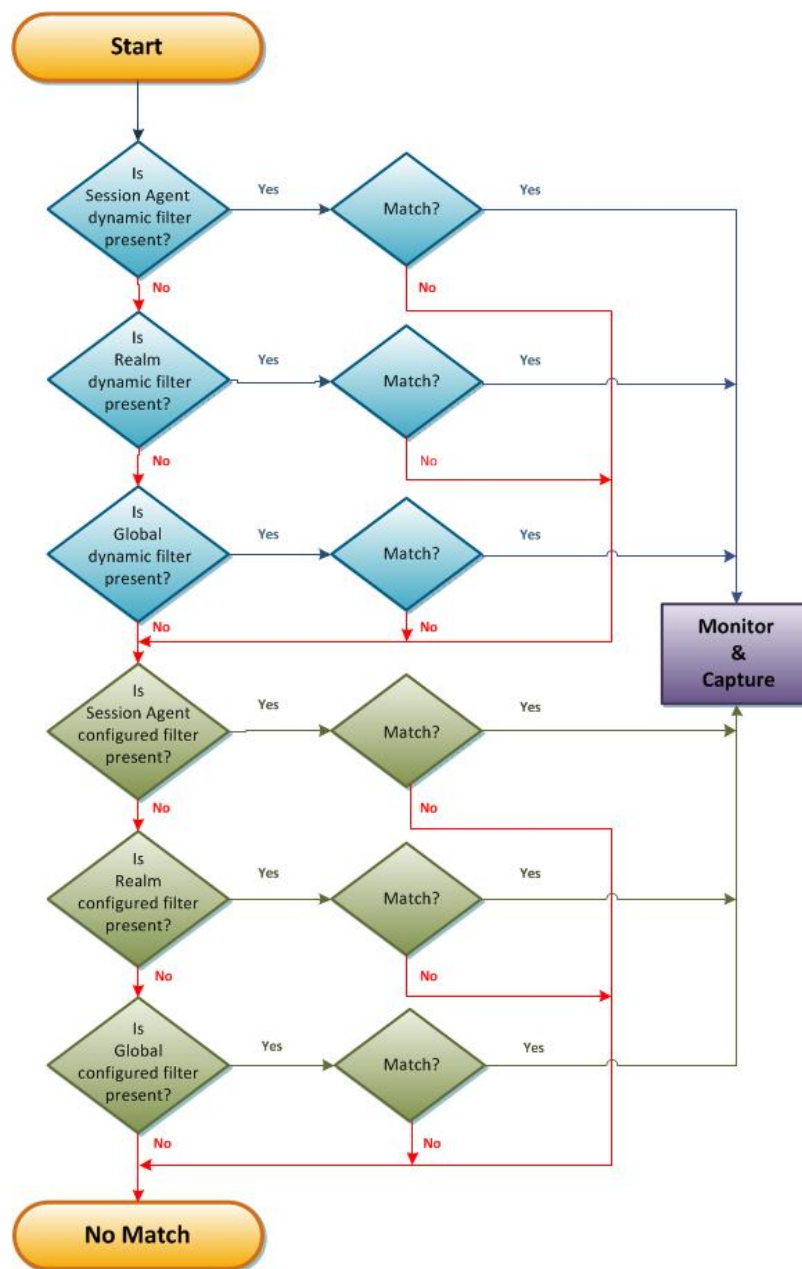 Start
Is
Session Agent
dynamic filter
present?
Yes
Match?
Yes
No
No
Is
Realm
dynamic filter
present?
Yes
Match?
Yes
No
No
Is
Global
dynamic filter
present?
Yes
Match?
Yes
No
No
Monitor
&
Capture
Is
Session Agent
configured filter
present?
Yes
Match?
Yes
No
No
Is
Realm
configured filter
present?
Yes
Match?
Yes
No
No
Is
Global
configured filter
present?
Yes
Match?
Yes
No
No
No Match